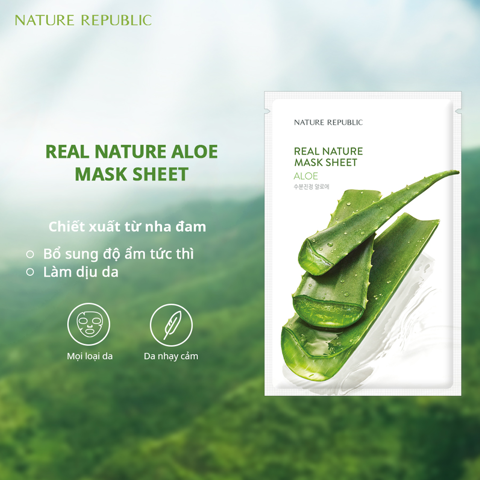 NATURE REPUBLIC
REAL NATURE ALOE
MASK SHEET
Chiết xuất từ nha đam
Bổ sung độ ẩm tức thì
Làm dịu da
Mọi loại da
Da nhạy cảm
NATURE REPUBLIC
REAL NATURE
MASK SHEET
ALOE
수분진정 알로에